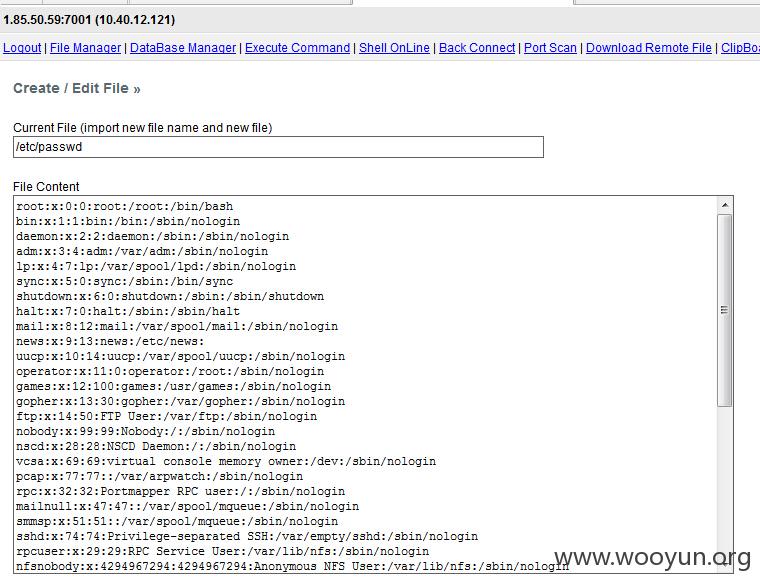 1.85.50.59:7001 (10.40.12.121)
Logout | File Manager | DataBase Manager | Execute Command | Shell OnLine | Back Connect | Port Scan | Download Remote File | ClipBoa
Create / Edit File »
Current File (import new file name and new file)
/etc/passwd
File Content
root:x:0:0:root:/root:/bin/bash
bin:x:1:1:bin:/bin:/sbin/nologin
daemon:x:2:2:daemon:/sbin:/sbin/nologin
adm:x:3:4:adm:/var/adm:/sbin/nologin
lp:x:4:7:lp:/var/spool/lpd:/sbin/nologin
sync:x:5:0:sync:/sbin:/bin/sync
shutdown:x:6:0:shutdown:/sbin:/sbin/shutdown
halt:x:7:0:halt:/sbin:/sbin/halt
mail:x:8:12:mail:/var/spool/mail:/sbin/nologin
news:x:9:13:news:/etc/news:
uucp:x:10:14:uucp:/var/spool/uucp:/sbin/nologin
operator:x:11:0:operator:/root:/sbin/nologin
games:x:12:100:games:/usr/games:/sbin/nologin
gopher:x:13:30:gopher:/var/gopher:/sbin/nologin
ftp:x:14:50:FTP User:/var/ftp:/sbin/nologin
nobody:x:99:99:Nobody:/:/sbin/nologin
nscd:x:28:28:NSCD Daemon:/:/sbin/nologin
vcsa:x:69:69:virtual console memory owner:/dev:/sbin/nologin
pcap:x:77:77::/var/arpwatch:/sbin/nologin
rpc:x:32:32:Portmapper RPC user:/:/sbin/nologin
mailnull:x:47:47::/var/spool/mqueue:/sbin/nologin
smmsp:x:51:51::/var/spool/mqueue:/sbin/nologin
sshd:x:74:74:Privilege-separated SSH:/var/empty/sshd:/sbin/nologin
rpcuser:x:29:29:RPC Service User:/var/lib/nfs:/sbin/nologin
nfsnobody:x:4294967294:4294967294:Anonymous NFS User:/var/lib/nfs:/sbin/nologin
www.wooyun.org